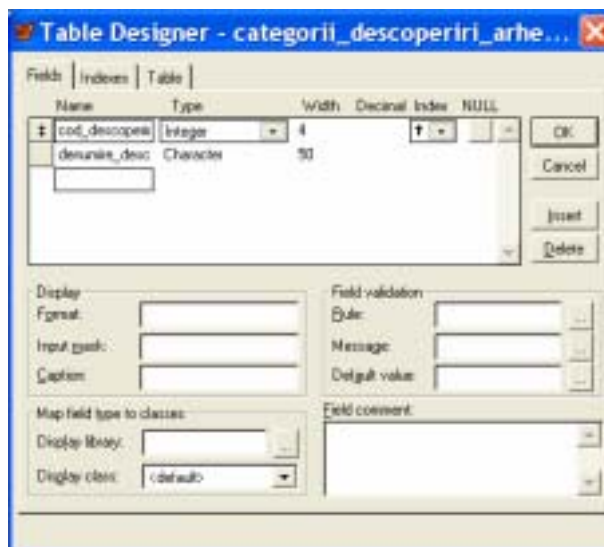 Table Designer - categorii_descoperiri_arhe...
Fields Indexes Table
Name Type Width Decimal Index NULL
cod_descoperi Integer 4
denumire_desc Character 50
OK
Cancel
Insert
Delete
Display
Format:
Input mask:
Caption:
Field validation
Rule:
Message:
Default value:
Map field type to classes
Display library:
Display class: <default>
Field comment: